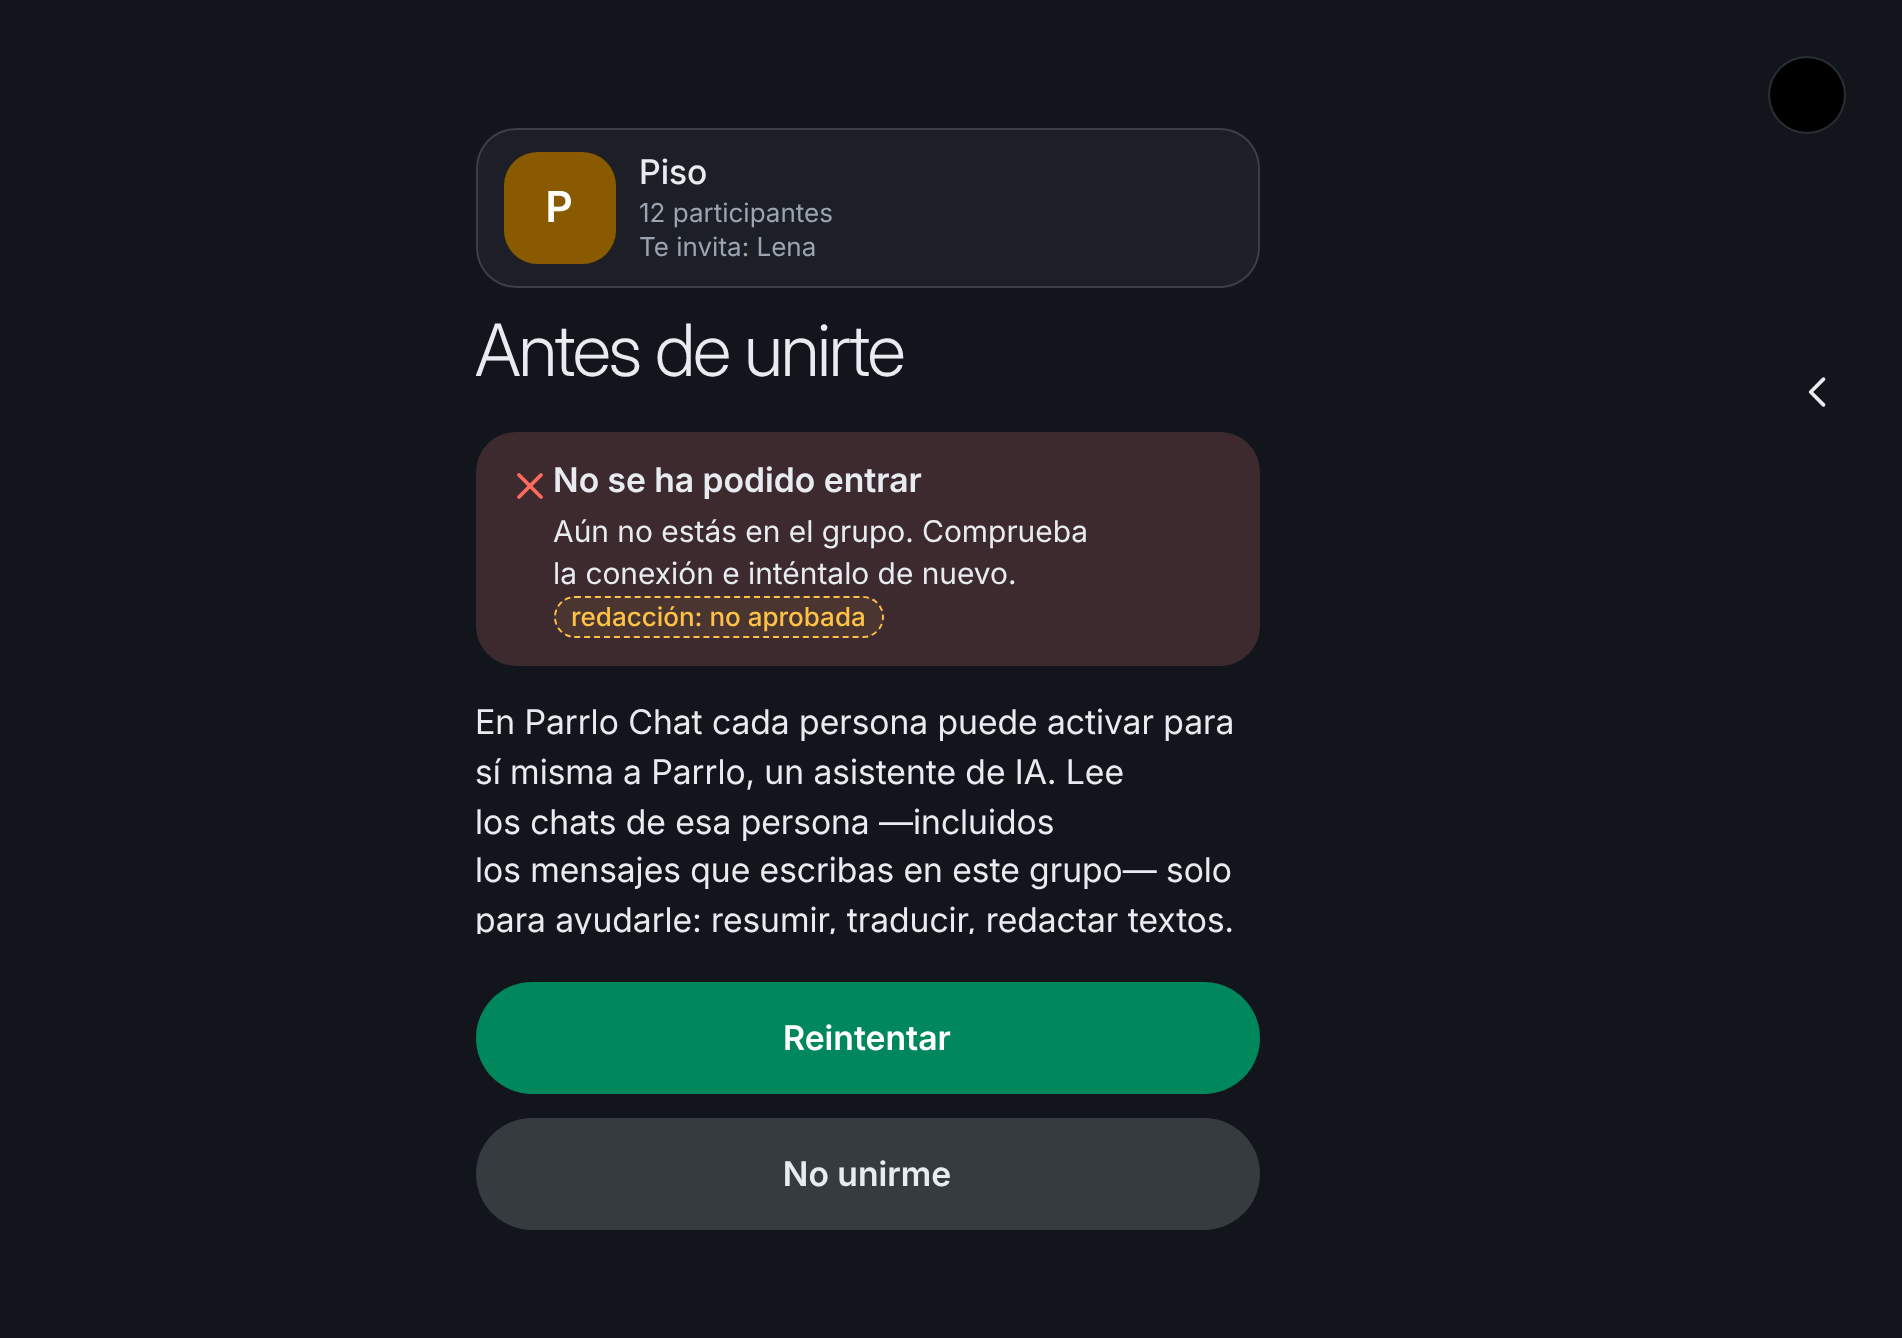 P
Piso
12 participantes
Te invita: Lena
Antes de unirte
No se ha podido entrar
Aún no estás en el grupo. Comprueba
la conexión e inténtalo de nuevo.
redacción: no aprobada
En Parrlo Chat cada persona puede activar para
sí misma a Parrlo, un asistente de IA. Lee
los chats de esa persona —incluidos
los mensajes que escribas en este grupo— solo
para ayudarle: resumir, traducir, redactar textos.
Reintentar
No unirme